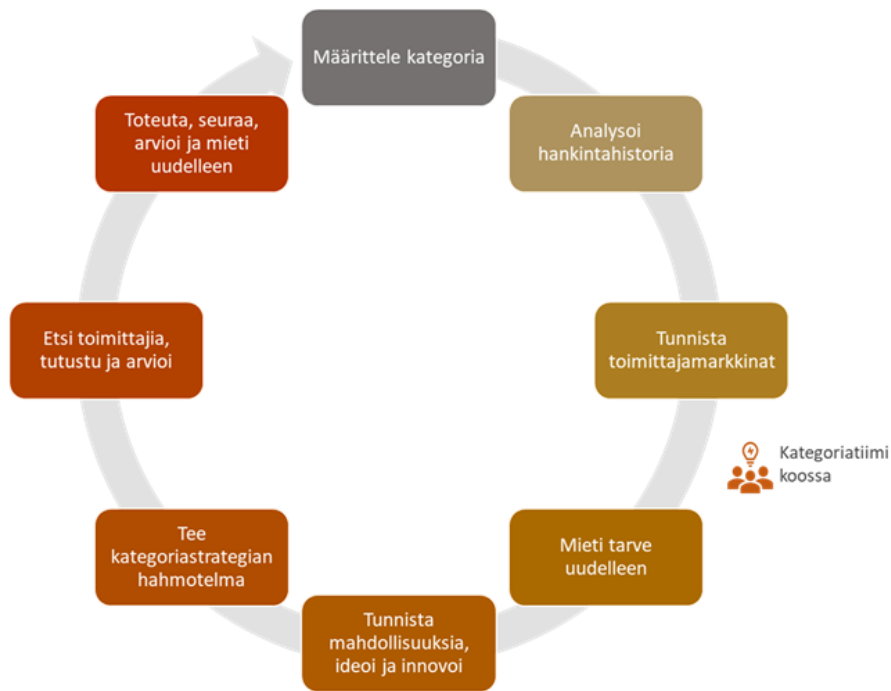 Määrittele kategoria
Analysoi
hankintahistoria
Tunnista
toimittajamarkkinat
Kategoriatiimi
koossa
Mieti tarve
uudelleen
Tunnista
mahdollisuuksia,
ideoi ja innovoi
Tee
kategoriastrategian
hahmotelma
Etsi toimittajia,
tutustu ja arvioi
Toteuta, seuraa,
arvioi ja mieti
uudelleen